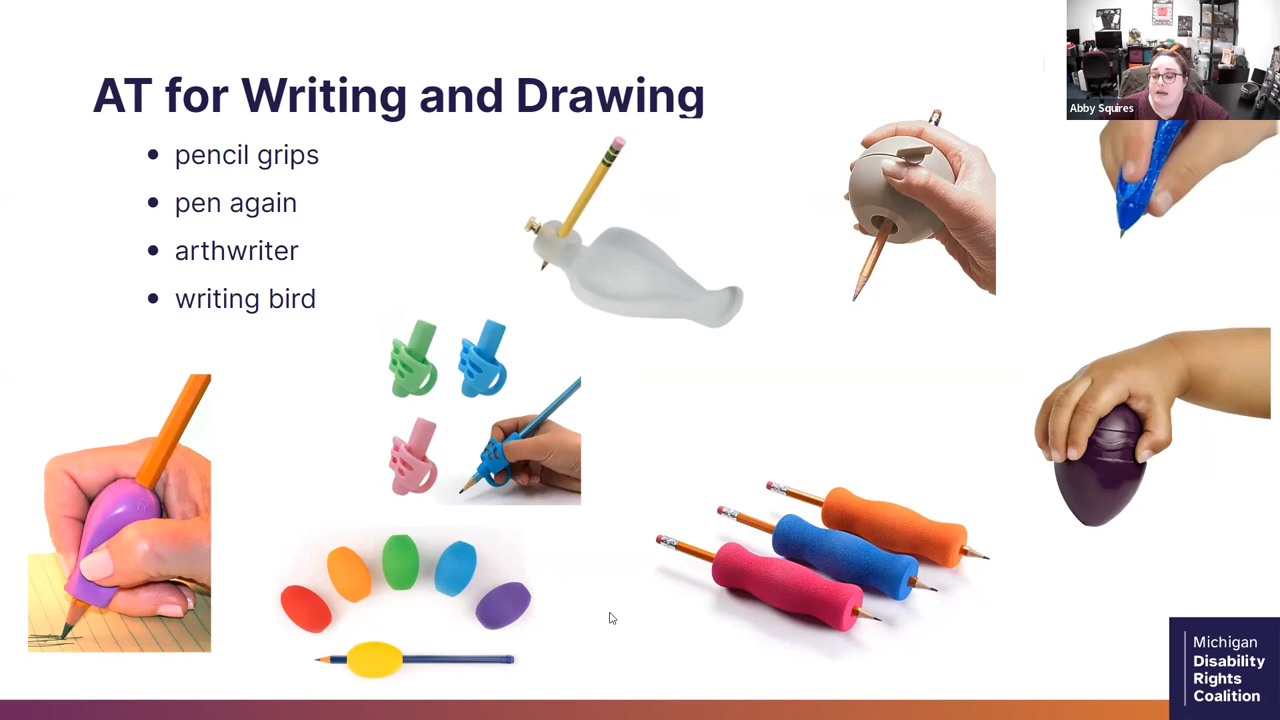 AT for Writing and Drawing
pencil grips
pen again
arthwriter
writing bird
Abby Squires
Michigan
Disability
Rights
Coalition